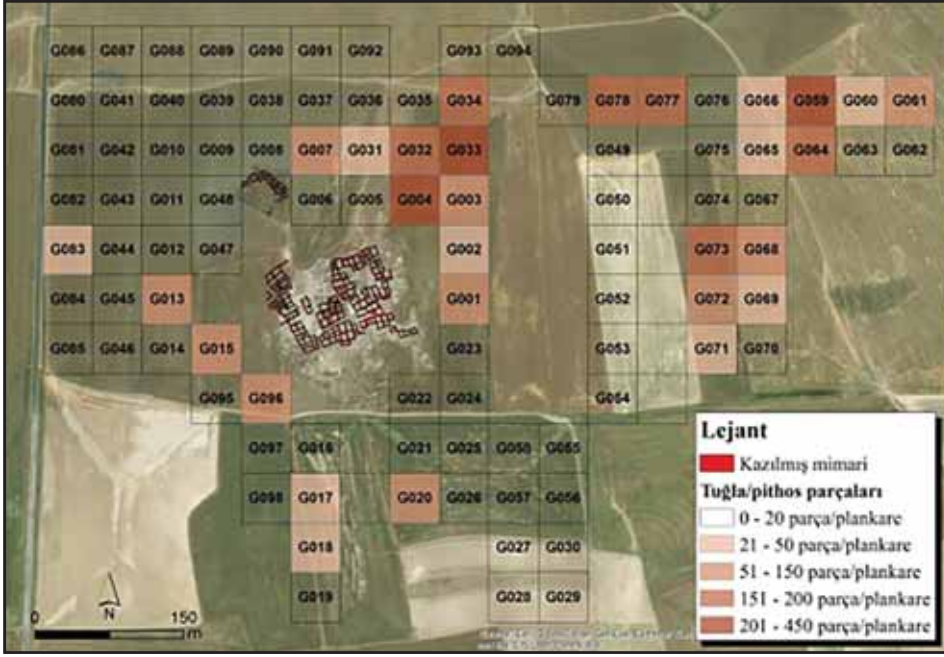 G086 G087 G088 G089 G090 G091 G092 G093 G094
G080 G041 G040 G039 G038 G037 G036 G035 G034 G079 G078 G077 G076 G066 G059 G060 G061
G081 G042 G010 G009 G008 G007 G031 G032 G033 G049 G075 G065 G064 G063 G062
G082 G043 G011 G048 G006 G005 G004 G003 G050 G074 G067
G083 G044 G012 G047 G002 G051 G073 G068
G084 G045 G013 G001 G052 G072 G069
G085 G046 G014 G015 G023 G053 G071 G070
G095 G096 G022 G024 G054
G097 G016 G021 G025 G058 G055
G098 G017 G020 G026 G057 G056
G018 G027 G030
G019 G028 G029
Lejant
Kazılmış mimari
Tuğla/pithos parçaları
0 - 20 parça/plankare
21 - 50 parça/plankare
51 - 150 parça/plankare
151 - 200 parça/plankare
201 - 450 parça/plankare
N
0 150
m